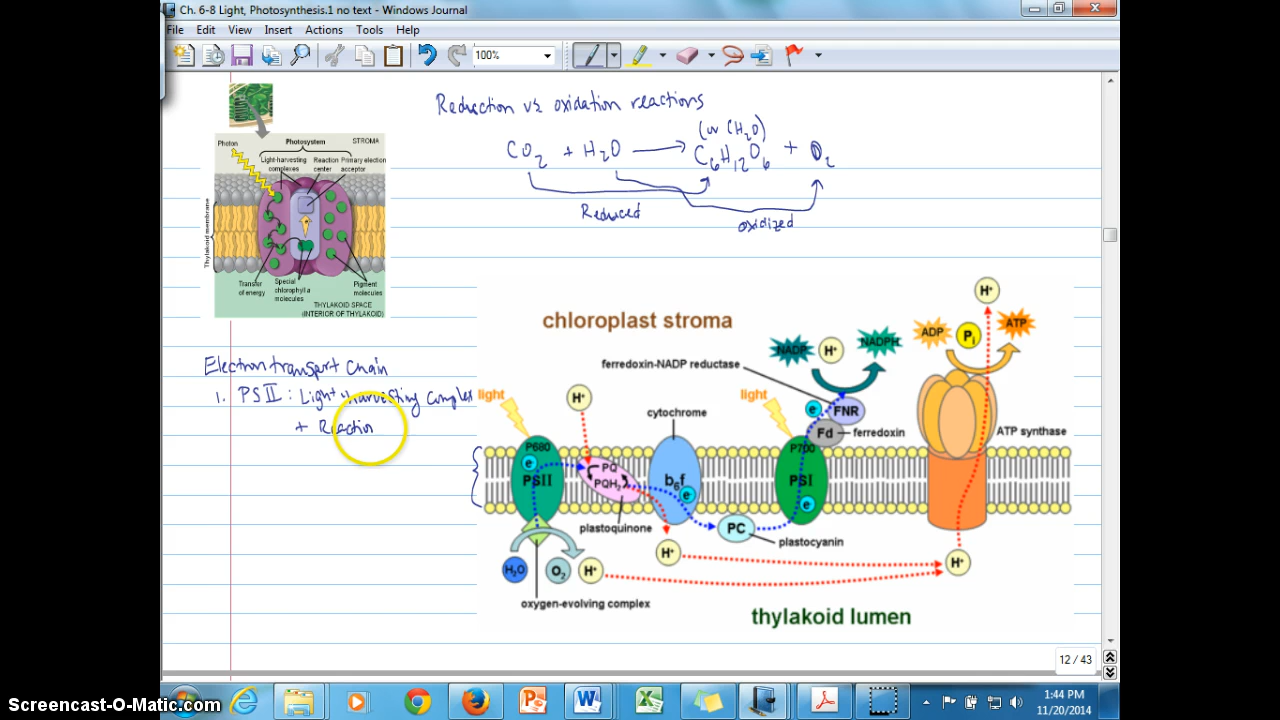 Ch. 6-8 Light, Photosynthesis.1 no text - Windows Journal
File Edit View Insert Actions Tools Help
100%
Reduction vs oxidation reactions
(or CH2O)
CO2 + H2O → C6H12O6 + O2
Reduced
oxidized
Photon
Photosystem
STROMA
Light-harvesting complexes
Reaction center
Primary election acceptor
Thylakoid membrane
Transfer of energy
Special chlorophyll a molecules
Pigment molecules
THYLAKOID SPACE
(INTERIOR OF THYLAKOID)
Electron transport Chain
1. PSII: Light harvesting complex
+ Reaction
chloroplast stroma
H+
NADP
H+
NADPH
ADP
Pi
ATP
ferredoxin-NADP reductase
light
H+
cytochrome
light
e
FNR
Fd
ferredoxin
ATP synthase
P680
e
PSII
PQ
PQH2
b6f
e
P700
PSI
e
plastoquinone
PC
plastocyanin
H2O
O2
H+
H+
H+
oxygen-evolving complex
thylakoid lumen
12 / 43
Screencast-O-Matic.com
1:44 PM
11/20/2014